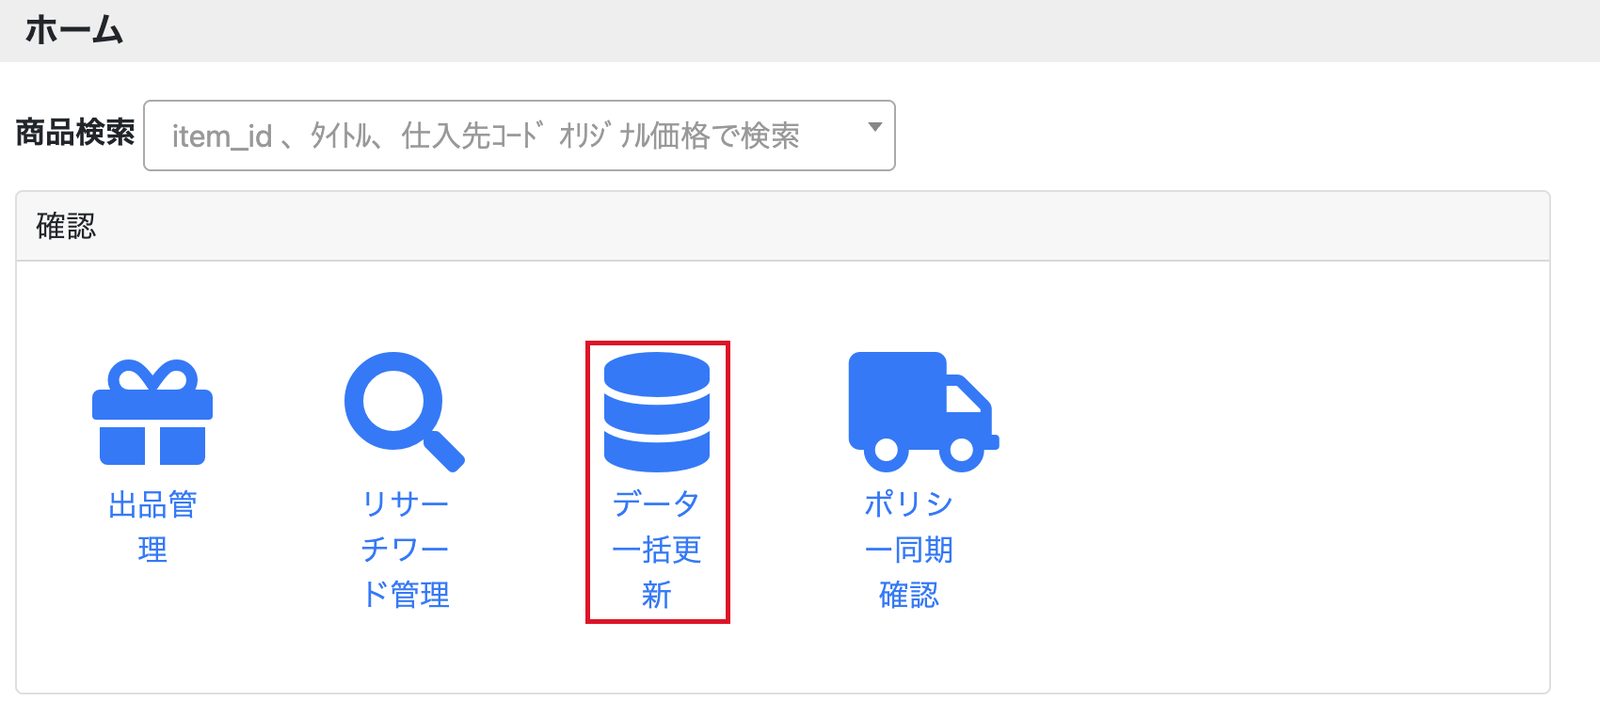 ホーム
商品検索 item_id 、ﾀｲﾄﾙ、仕入先ｺｰﾄﾞ ｵﾘｼﾞﾅﾙ価格で検索
確認
出品管
理
リサー
チワー
ド管理
データ
一括更
新
ポリシ
ー同期
確認